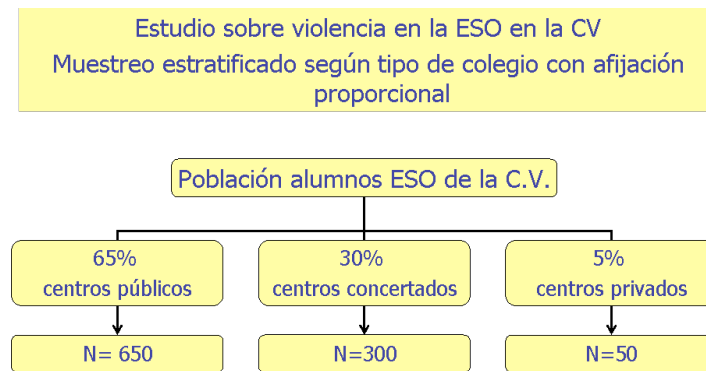 Estudio sobre violencia en la ESO en la CV
Muestreo estratificado según tipo de colegio con afijación
proporcional
Población alumnos ESO de la C.V.
65%
centros públicos
30%
centros concertados
5%
centros privados
N= 650
N=300
N=50